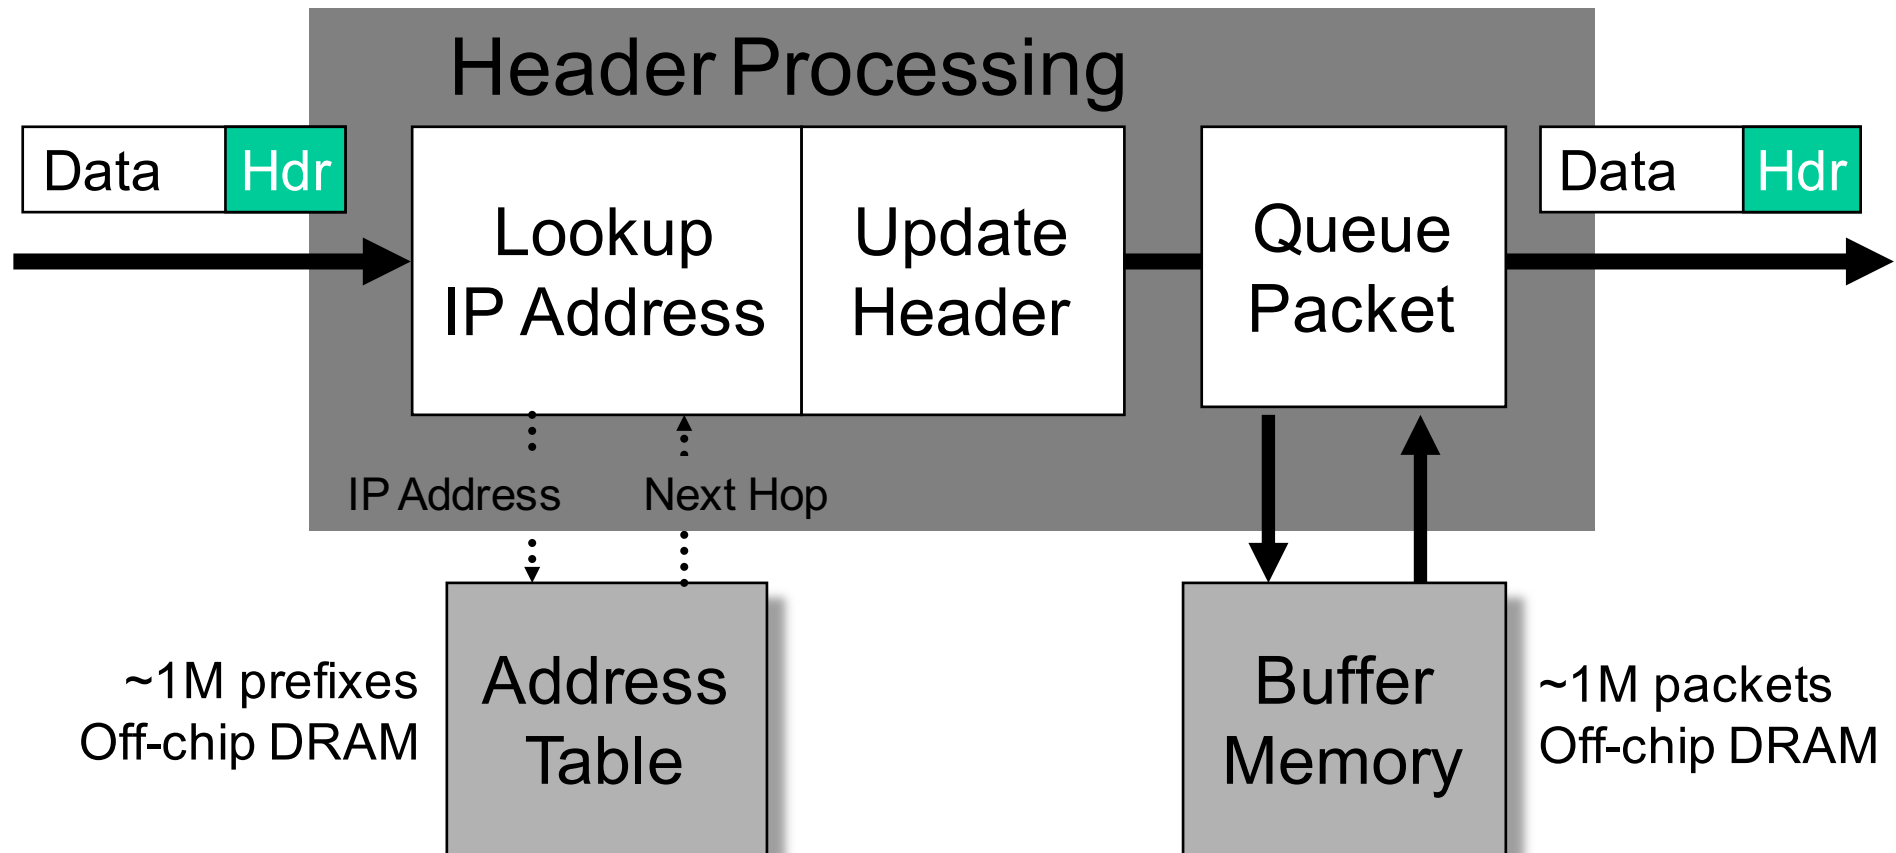 Header Processing
Data Hdr
Lookup
IP Address
Update
Header
Queue
Packet
Data Hdr
IP Address
Next Hop
~1M prefixes
Off-chip DRAM
Address
Table
Buffer
Memory
~1M packets
Off-chip DRAM